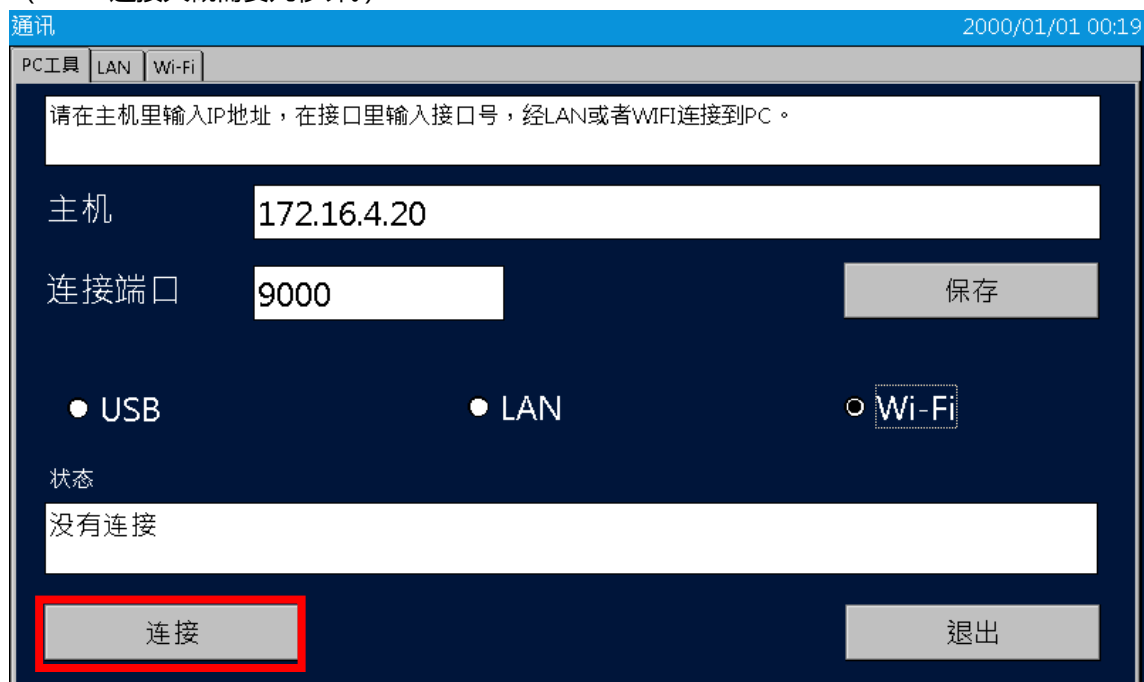 通讯 2000/01/01 00:19
PC工具 LAN Wi-Fi
请在主机里输入IP地址，在接口里输入接口号，经LAN或者WIFI连接到PC。
主机 172.16.4.20
连接端口 9000 保存
USB LAN Wi-Fi
状态
没有连接
连接 退出